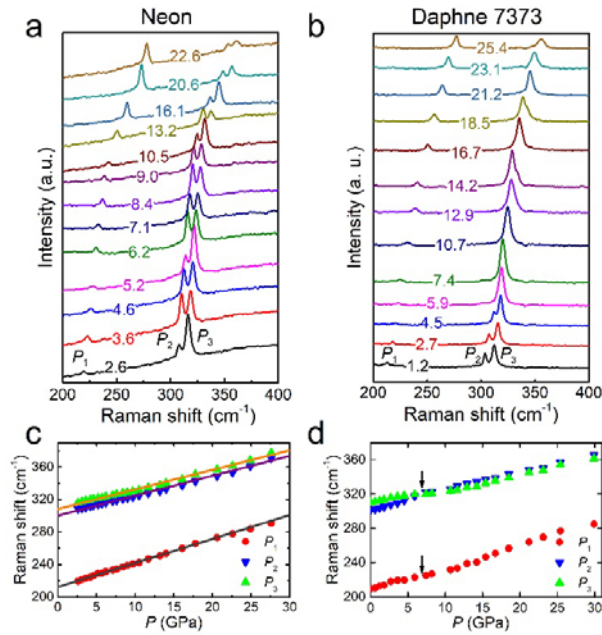 Neon
Daphne 7373
a
b
22.6
20.6
16.1
13.2
10.5
9.0
8.4
7.1
6.2
5.2
4.6
3.6
2.6
P1
P2
P3
Intensity (a.u.)
200 250 300 350 400
Raman shift (cm-1)
25.4
23.1
21.2
18.5
16.7
14.2
12.9
10.7
7.4
5.9
4.5
2.7
1.2
P1
P2
P3
Intensity (a. u.)
200 250 300 350 400
Raman shift (cm-1)
c
360
320
280
240
200
Raman shift (cm-1)
P1
P2
P3
0 5 10 15 20 25 30
P (GPa)
d
360
320
280
240
200
Raman shift (cm-1)
P1
P2
P3
0 5 10 15 20 25 30
P (GPa)